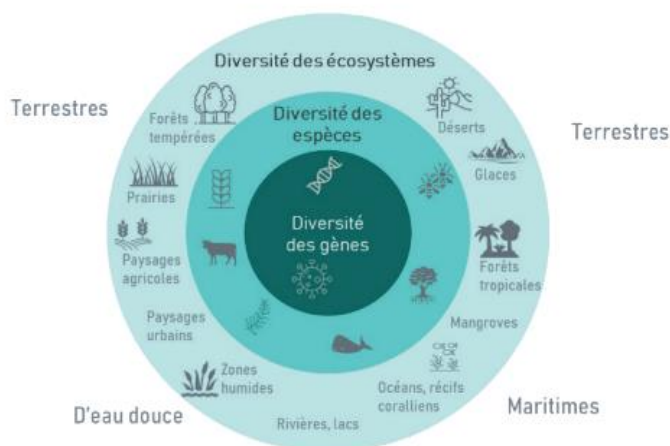 Diversité des écosystèmes
Terrestres
Terrestres
Forêts
tempérées
Diversité des
espèces
Déserts
Glaces
Prairies
Diversité
des gènes
Paysages
agricoles
Forêts
tropicales
Paysages
urbains
Mangroves
Zones
humides
Océans, récifs
coralliens
D'eau douce
Maritimes
Rivières, lacs